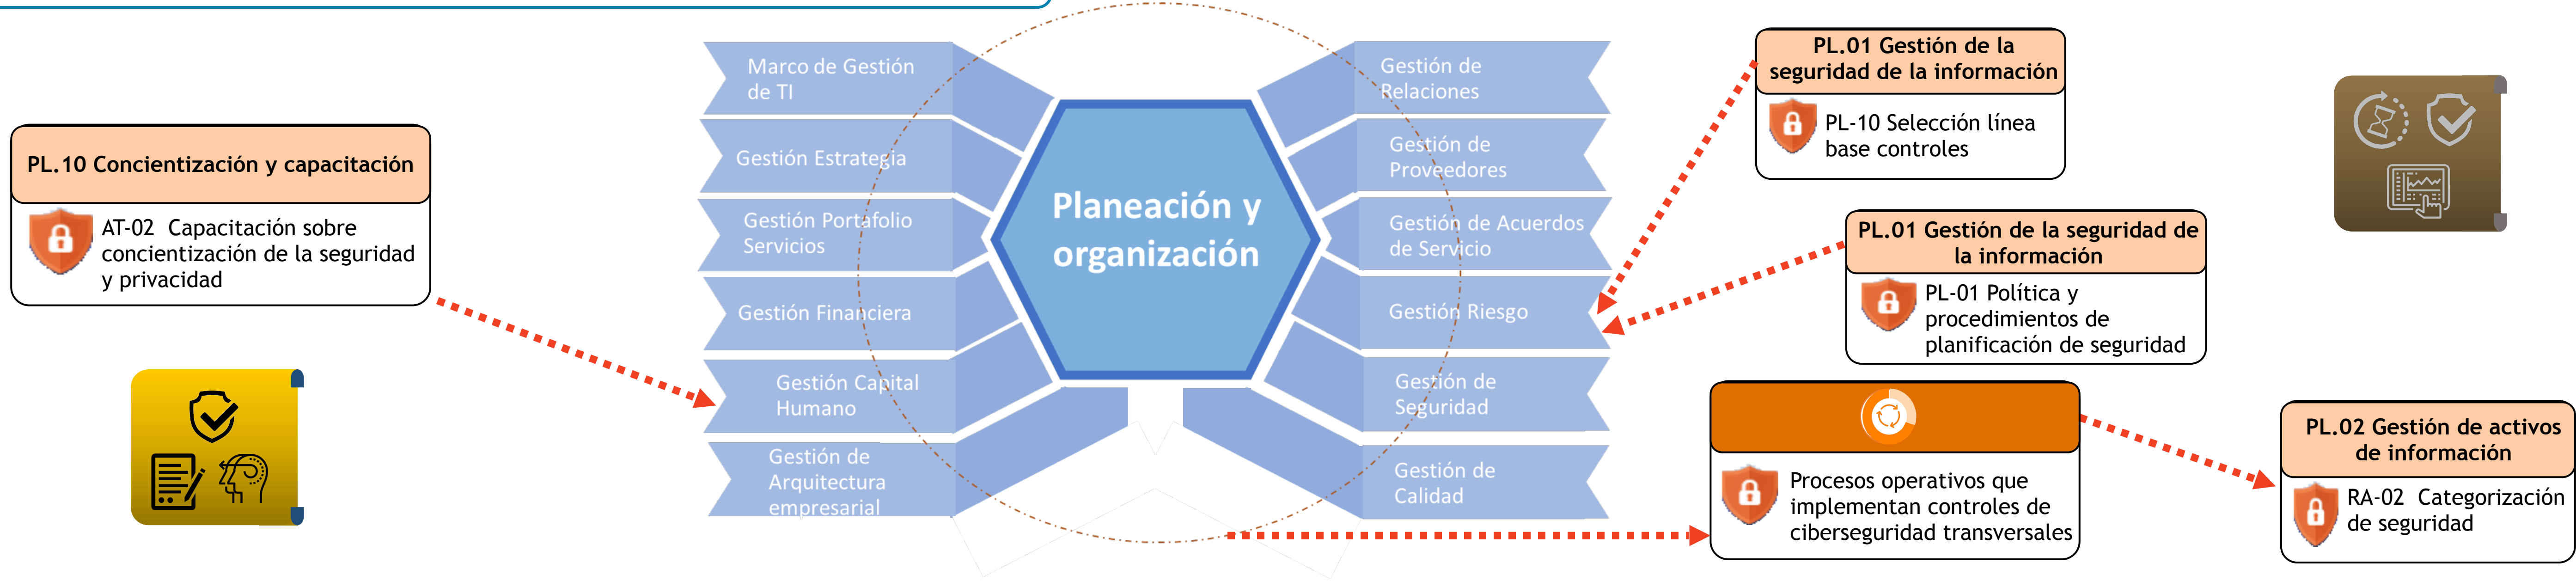 PL.10 Concientización y capacitación
AT-02 Capacitación sobre
concientización de la seguridad
y privacidad
Marco de Gestión
de TI
Gestión Estrategia
Gestión Portafolio
Servicios
Gestión Financiera
Gestión Capital
Humano
Gestión de
Arquitectura
empresarial
Planeación y
organización
Gestión de
Relaciones
Gestión de
Proveedores
Gestión de Acuerdos
de Servicio
Gestión Riesgo
Gestión de
Seguridad
Gestión de
Calidad
PL.01 Gestión de la
seguridad de la información
PL-10 Selección línea
base controles
PL.01 Gestión de la seguridad de
la información
PL-01 Política y
procedimientos de
planificación de seguridad
Procesos operativos que
implementan controles de
ciberseguridad transversales
PL.02 Gestión de activos
de información
RA-02 Categorización
de seguridad